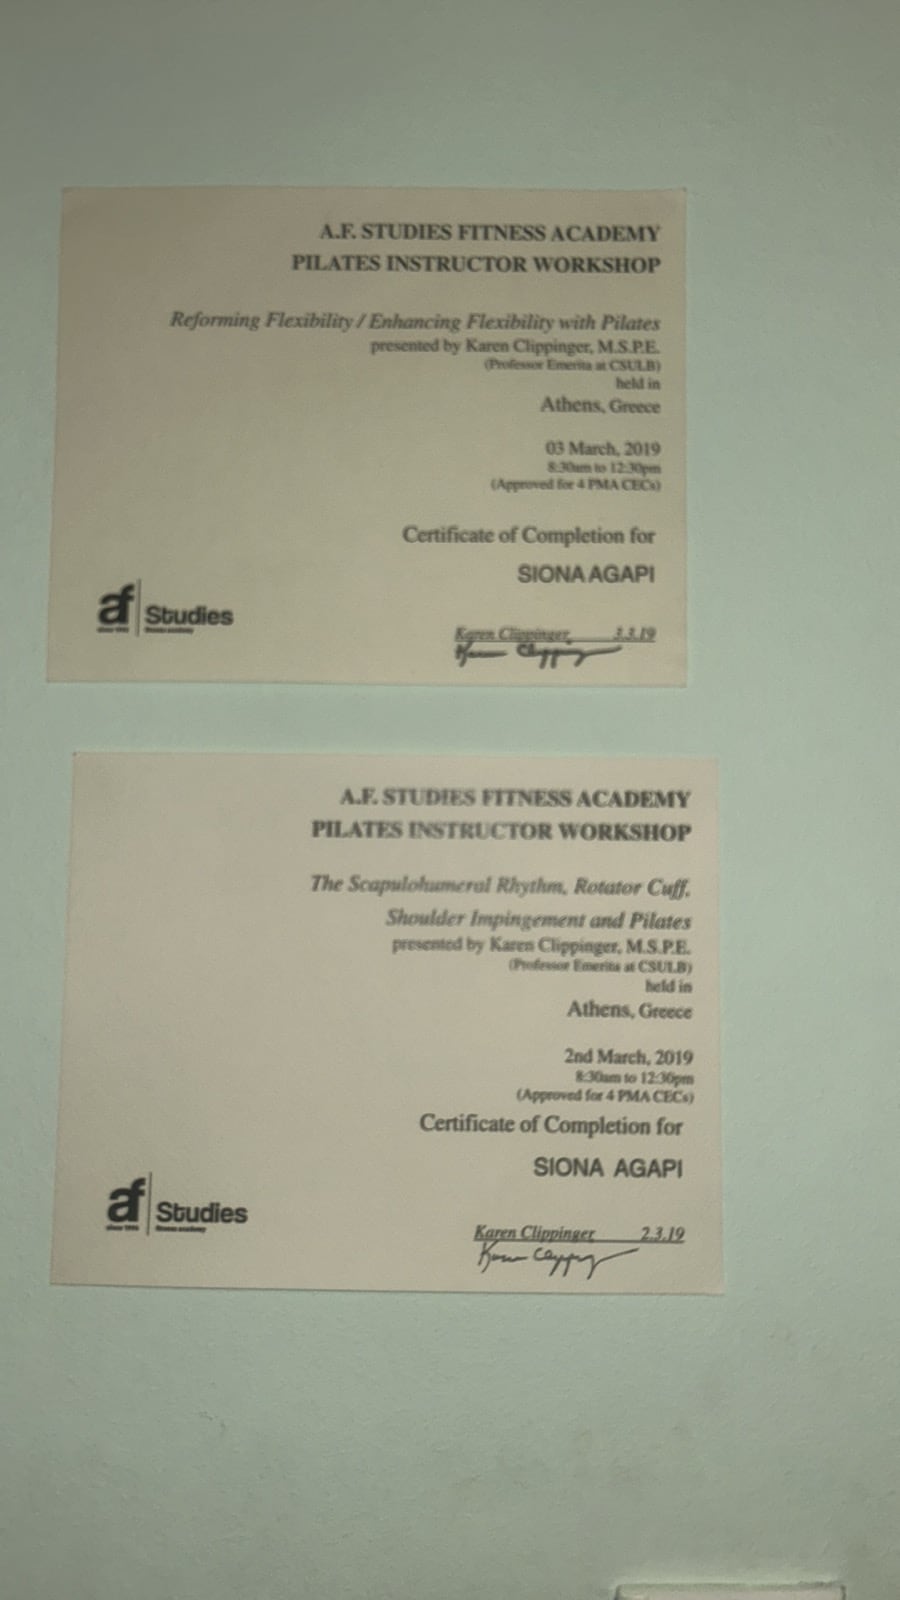 A.F. STUDIES FITNESS ACADEMY
PILATES INSTRUCTOR WORKSHOP
Reforming Flexibility / Enhancing Flexibility with Pilates
presented by Karen Clippinger, M.S.P.E.
(Professor Emerita at CSULB)
held in
Athens, Greece
03 March, 2019
8:30am to 12:30pm
(Approved for 4 PMA CECs)
Certificate of Completion for
SIONA AGAPI
af Studies
Karen Clippinger 3.3.19
A.F. STUDIES FITNESS ACADEMY
PILATES INSTRUCTOR WORKSHOP
The Scapulohumeral Rhythm, Rotator Cuff,
Shoulder Impingement and Pilates
presented by Karen Clippinger, M.S.P.E.
(Professor Emerita at CSULB)
held in
Athens, Greece
2nd March, 2019
8:30am to 12:30pm
(Approved for 4 PMA CECs)
Certificate of Completion for
SIONA AGAPI
af Studies
Karen Clippinger 2.3.19